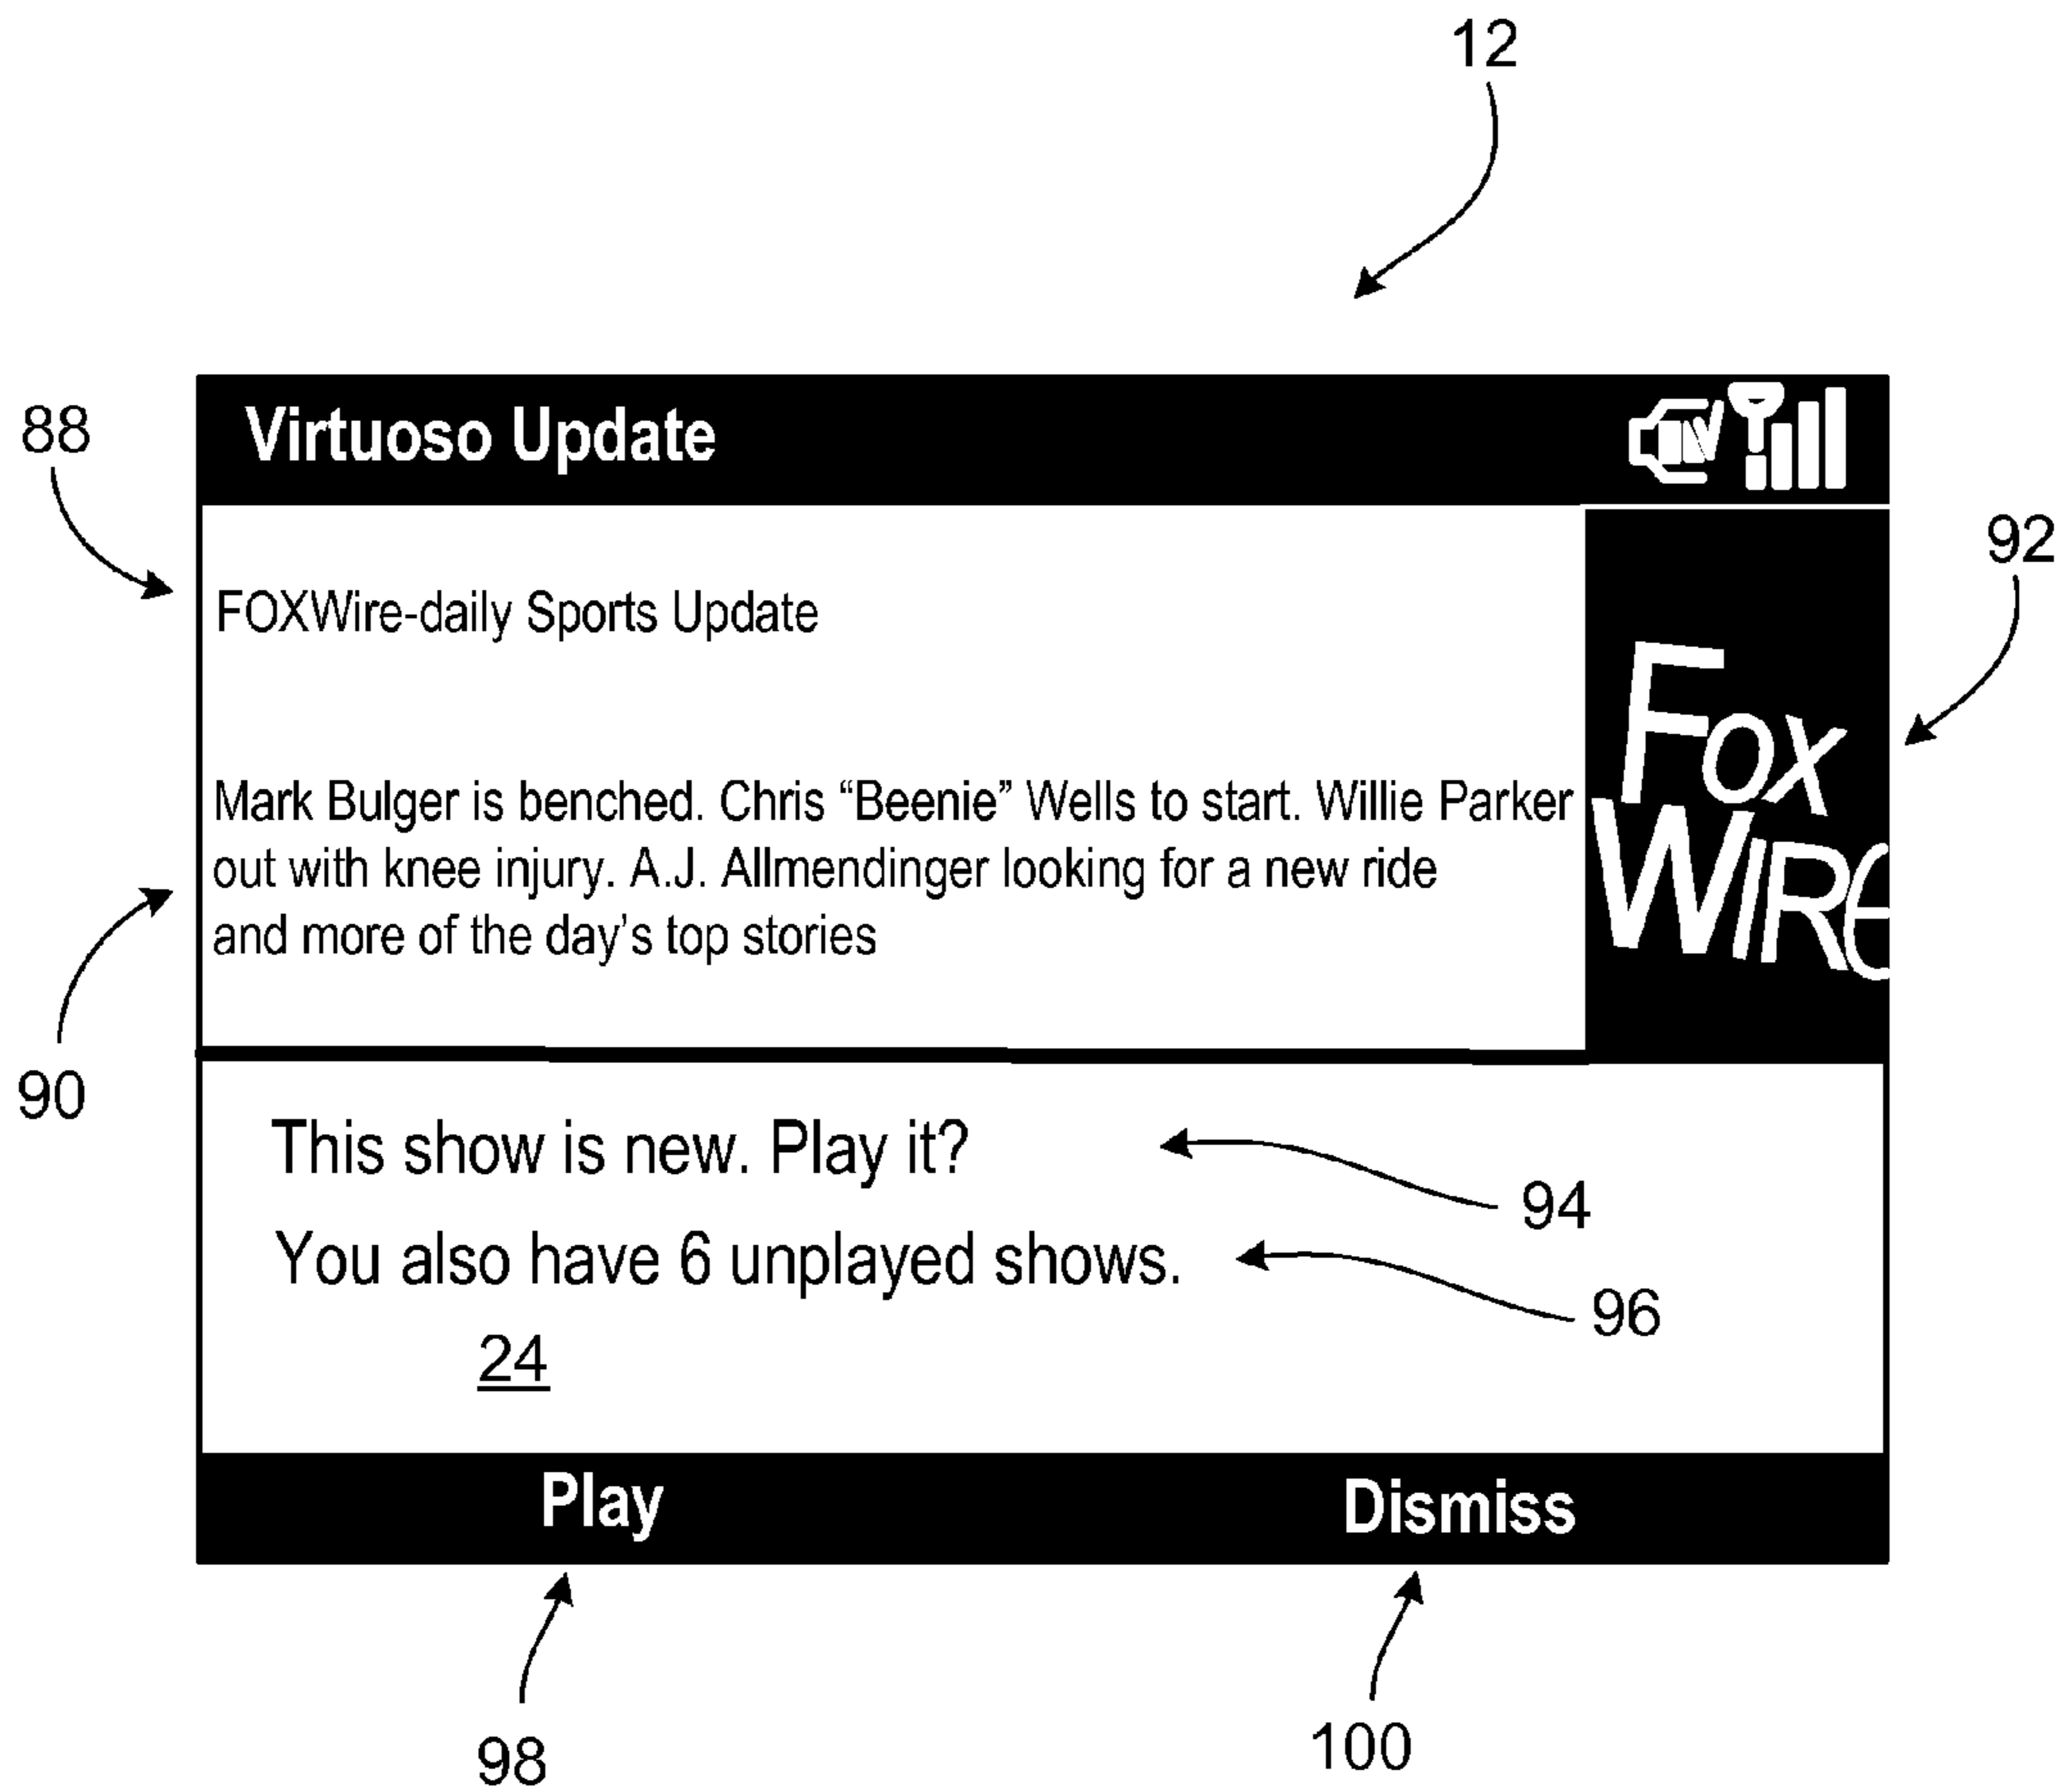 12
88
Virtuoso Update
92
FOXWire-daily Sports Update
FOX
WIRE
Mark Bulger is benched. Chris “Beenie” Wells to start. Willie Parker
out with knee injury. A.J. Allmendinger looking for a new ride
and more of the day’s top stories
90
This show is new. Play it?
94
You also have 6 unplayed shows.
96
24
Play
Dismiss
98
100